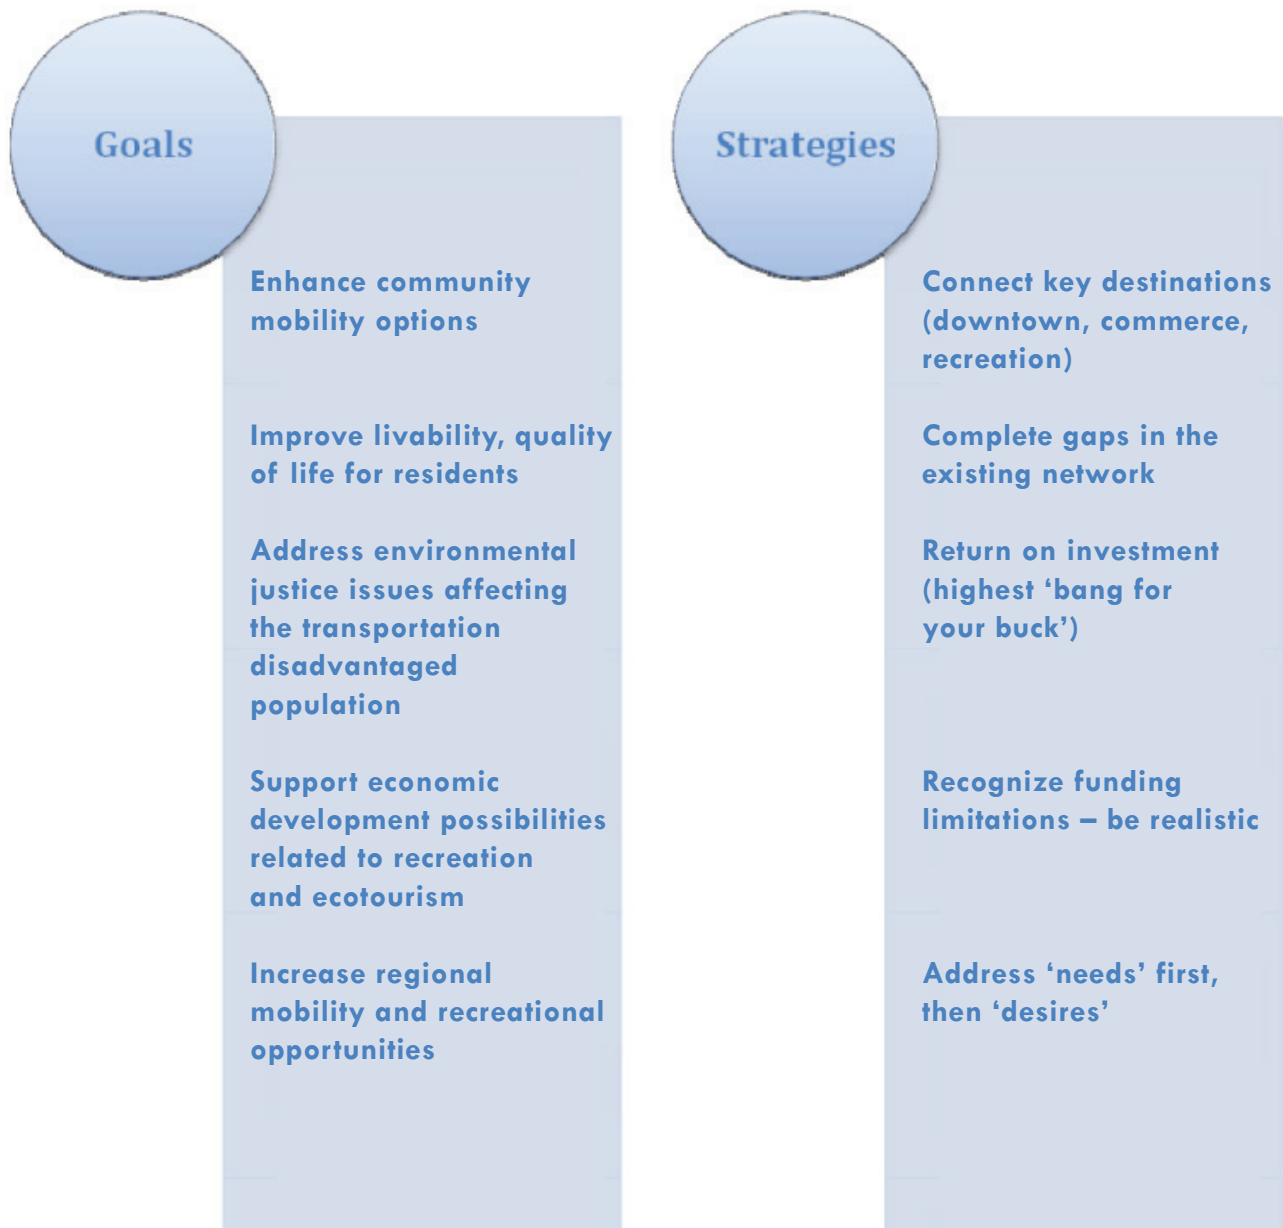 Goals
Enhance community
mobility options
Improve livability, quality
of life for residents
Address environmental
justice issues affecting
the transportation
disadvantaged
population
Support economic
development possibilities
related to recreation
and ecotourism
Increase regional
mobility and recreational
opportunities
Strategies
Connect key destinations
(downtown, commerce,
recreation)
Complete gaps in the
existing network
Return on investment
(highest ‘bang for
your buck’)
Recognize funding
limitations – be realistic
Address ‘needs’ first,
then ‘desires’